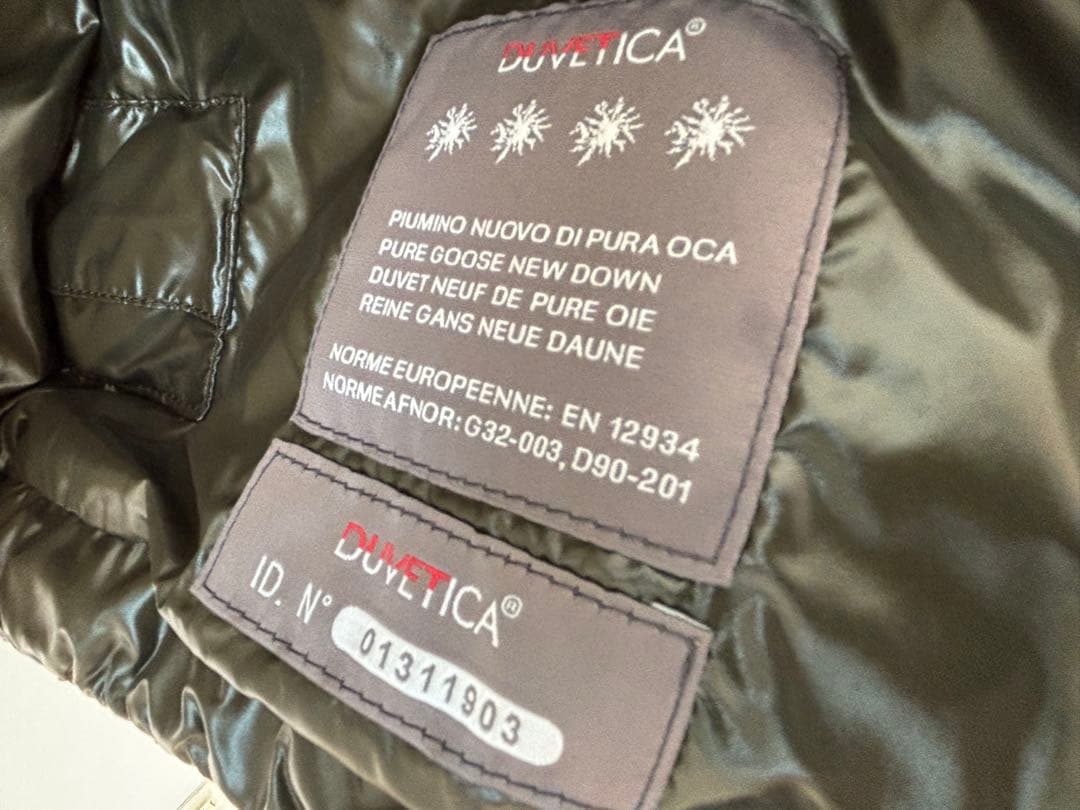 DUVETICA®
PIUMINO NUOVO DI PURA OCA
PURE GOOSE NEW DOWN
DUVET NEUF DE PURE OIE
REINE GANS NEUE DAUNE
NORME EUROPEENNE: EN 12934
NORME AFNOR: G32-003, D90-201
DUVETICA®
ID. N° 01311903